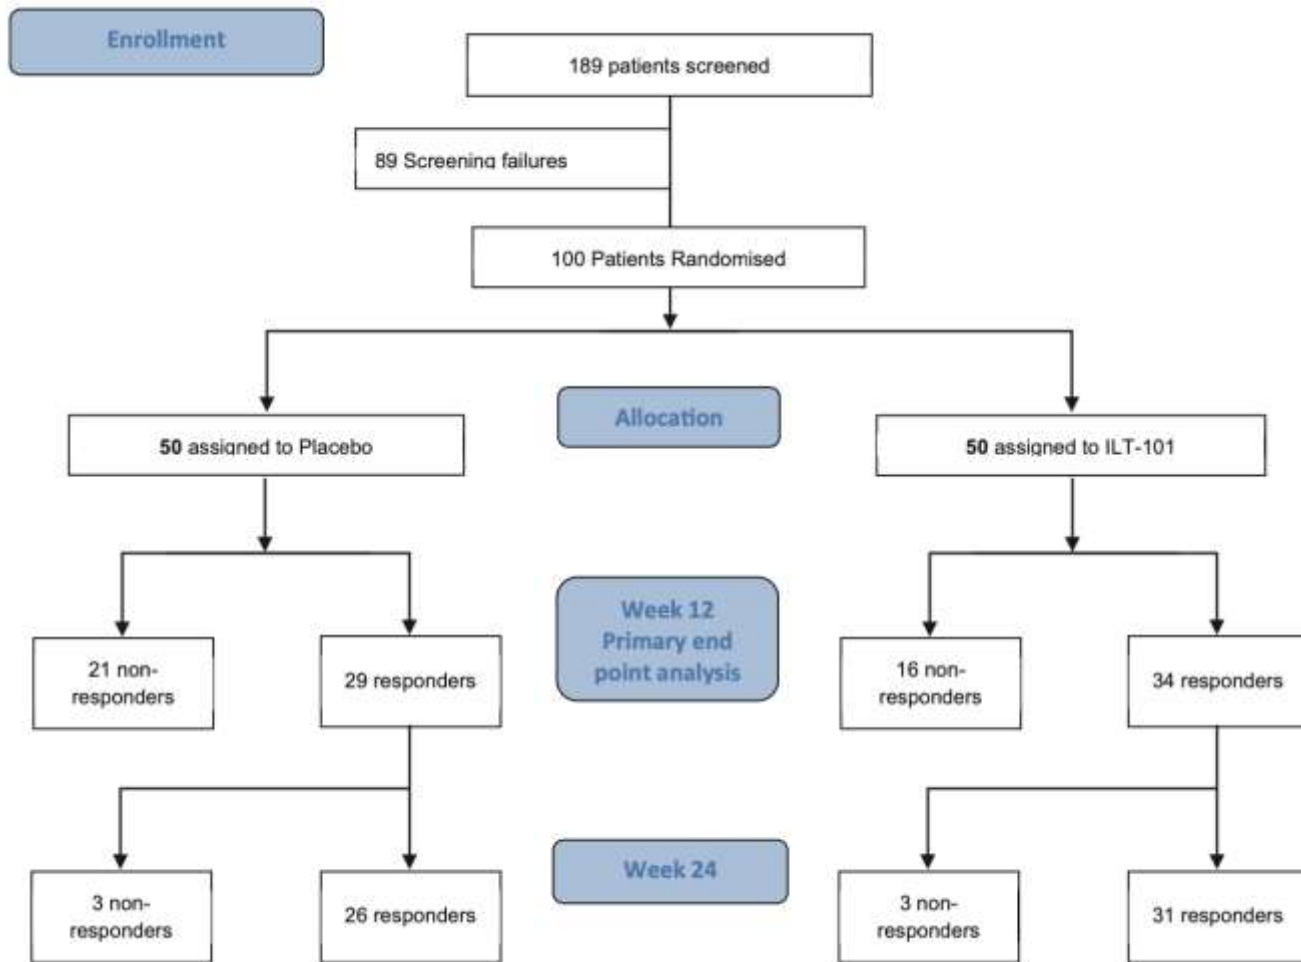 Enrollment
189 patients screened
89 Screening failures
100 Patients Randomised
Allocation
50 assigned to Placebo
50 assigned to ILT-101
Week 12
Primary end
point analysis
21 non-
responders
29 responders
16 non-
responders
34 responders
Week 24
3 non-
responders
26 responders
3 non-
responders
31 responders